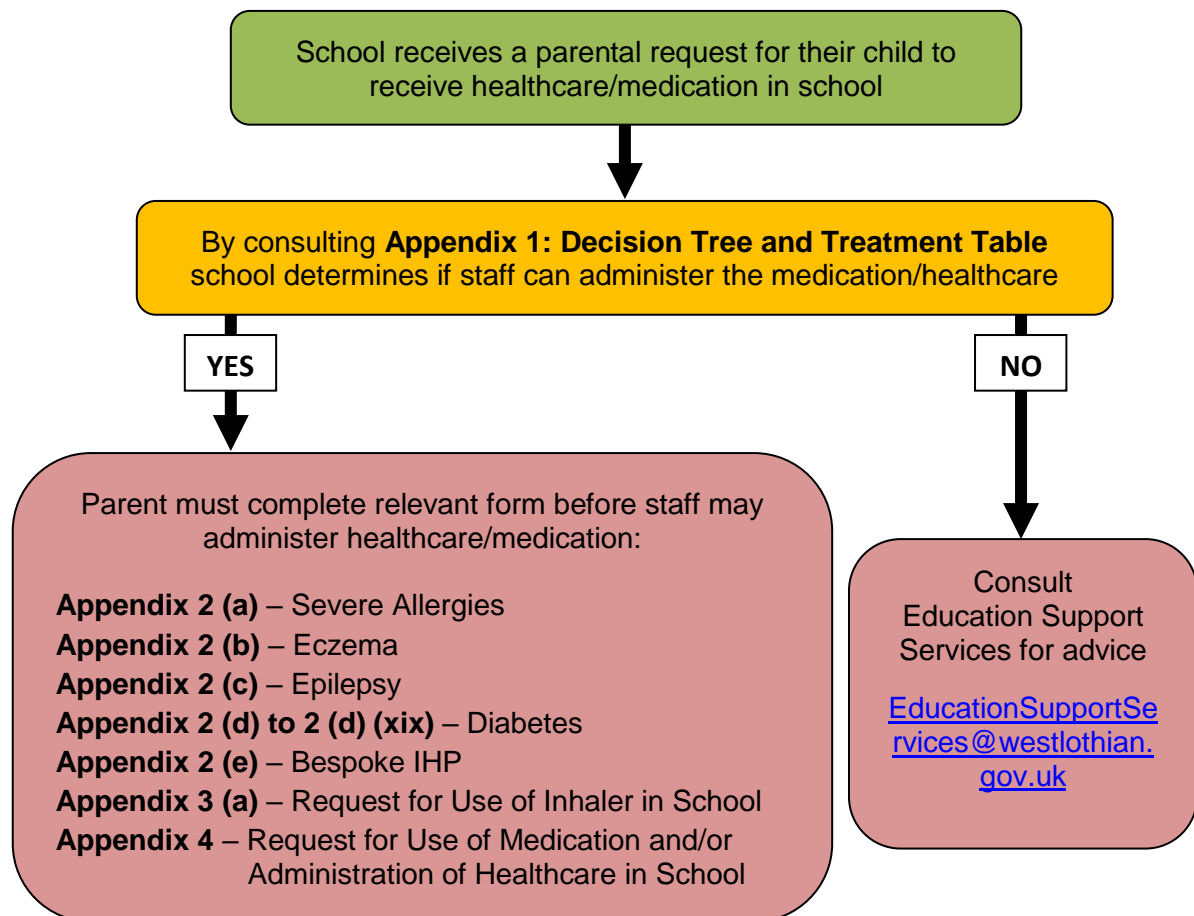 School receives a parental request for their child to
receive healthcare/medication in school
By consulting Appendix 1: Decision Tree and Treatment Table
school determines if staff can administer the medication/healthcare
YES
NO
Parent must complete relevant form before staff may
administer healthcare/medication:
Appendix 2 (a) – Severe Allergies
Appendix 2 (b) – Eczema
Appendix 2 (c) – Epilepsy
Appendix 2 (d) to 2 (d) (xix) – Diabetes
Appendix 2 (e) – Bespoke IHP
Appendix 3 (a) – Request for Use of Inhaler in School
Appendix 4 – Request for Use of Medication and/or
Administration of Healthcare in School
Consult
Education Support
Services for advice
EducationSupportSe
rvices@westlothian.
gov.uk